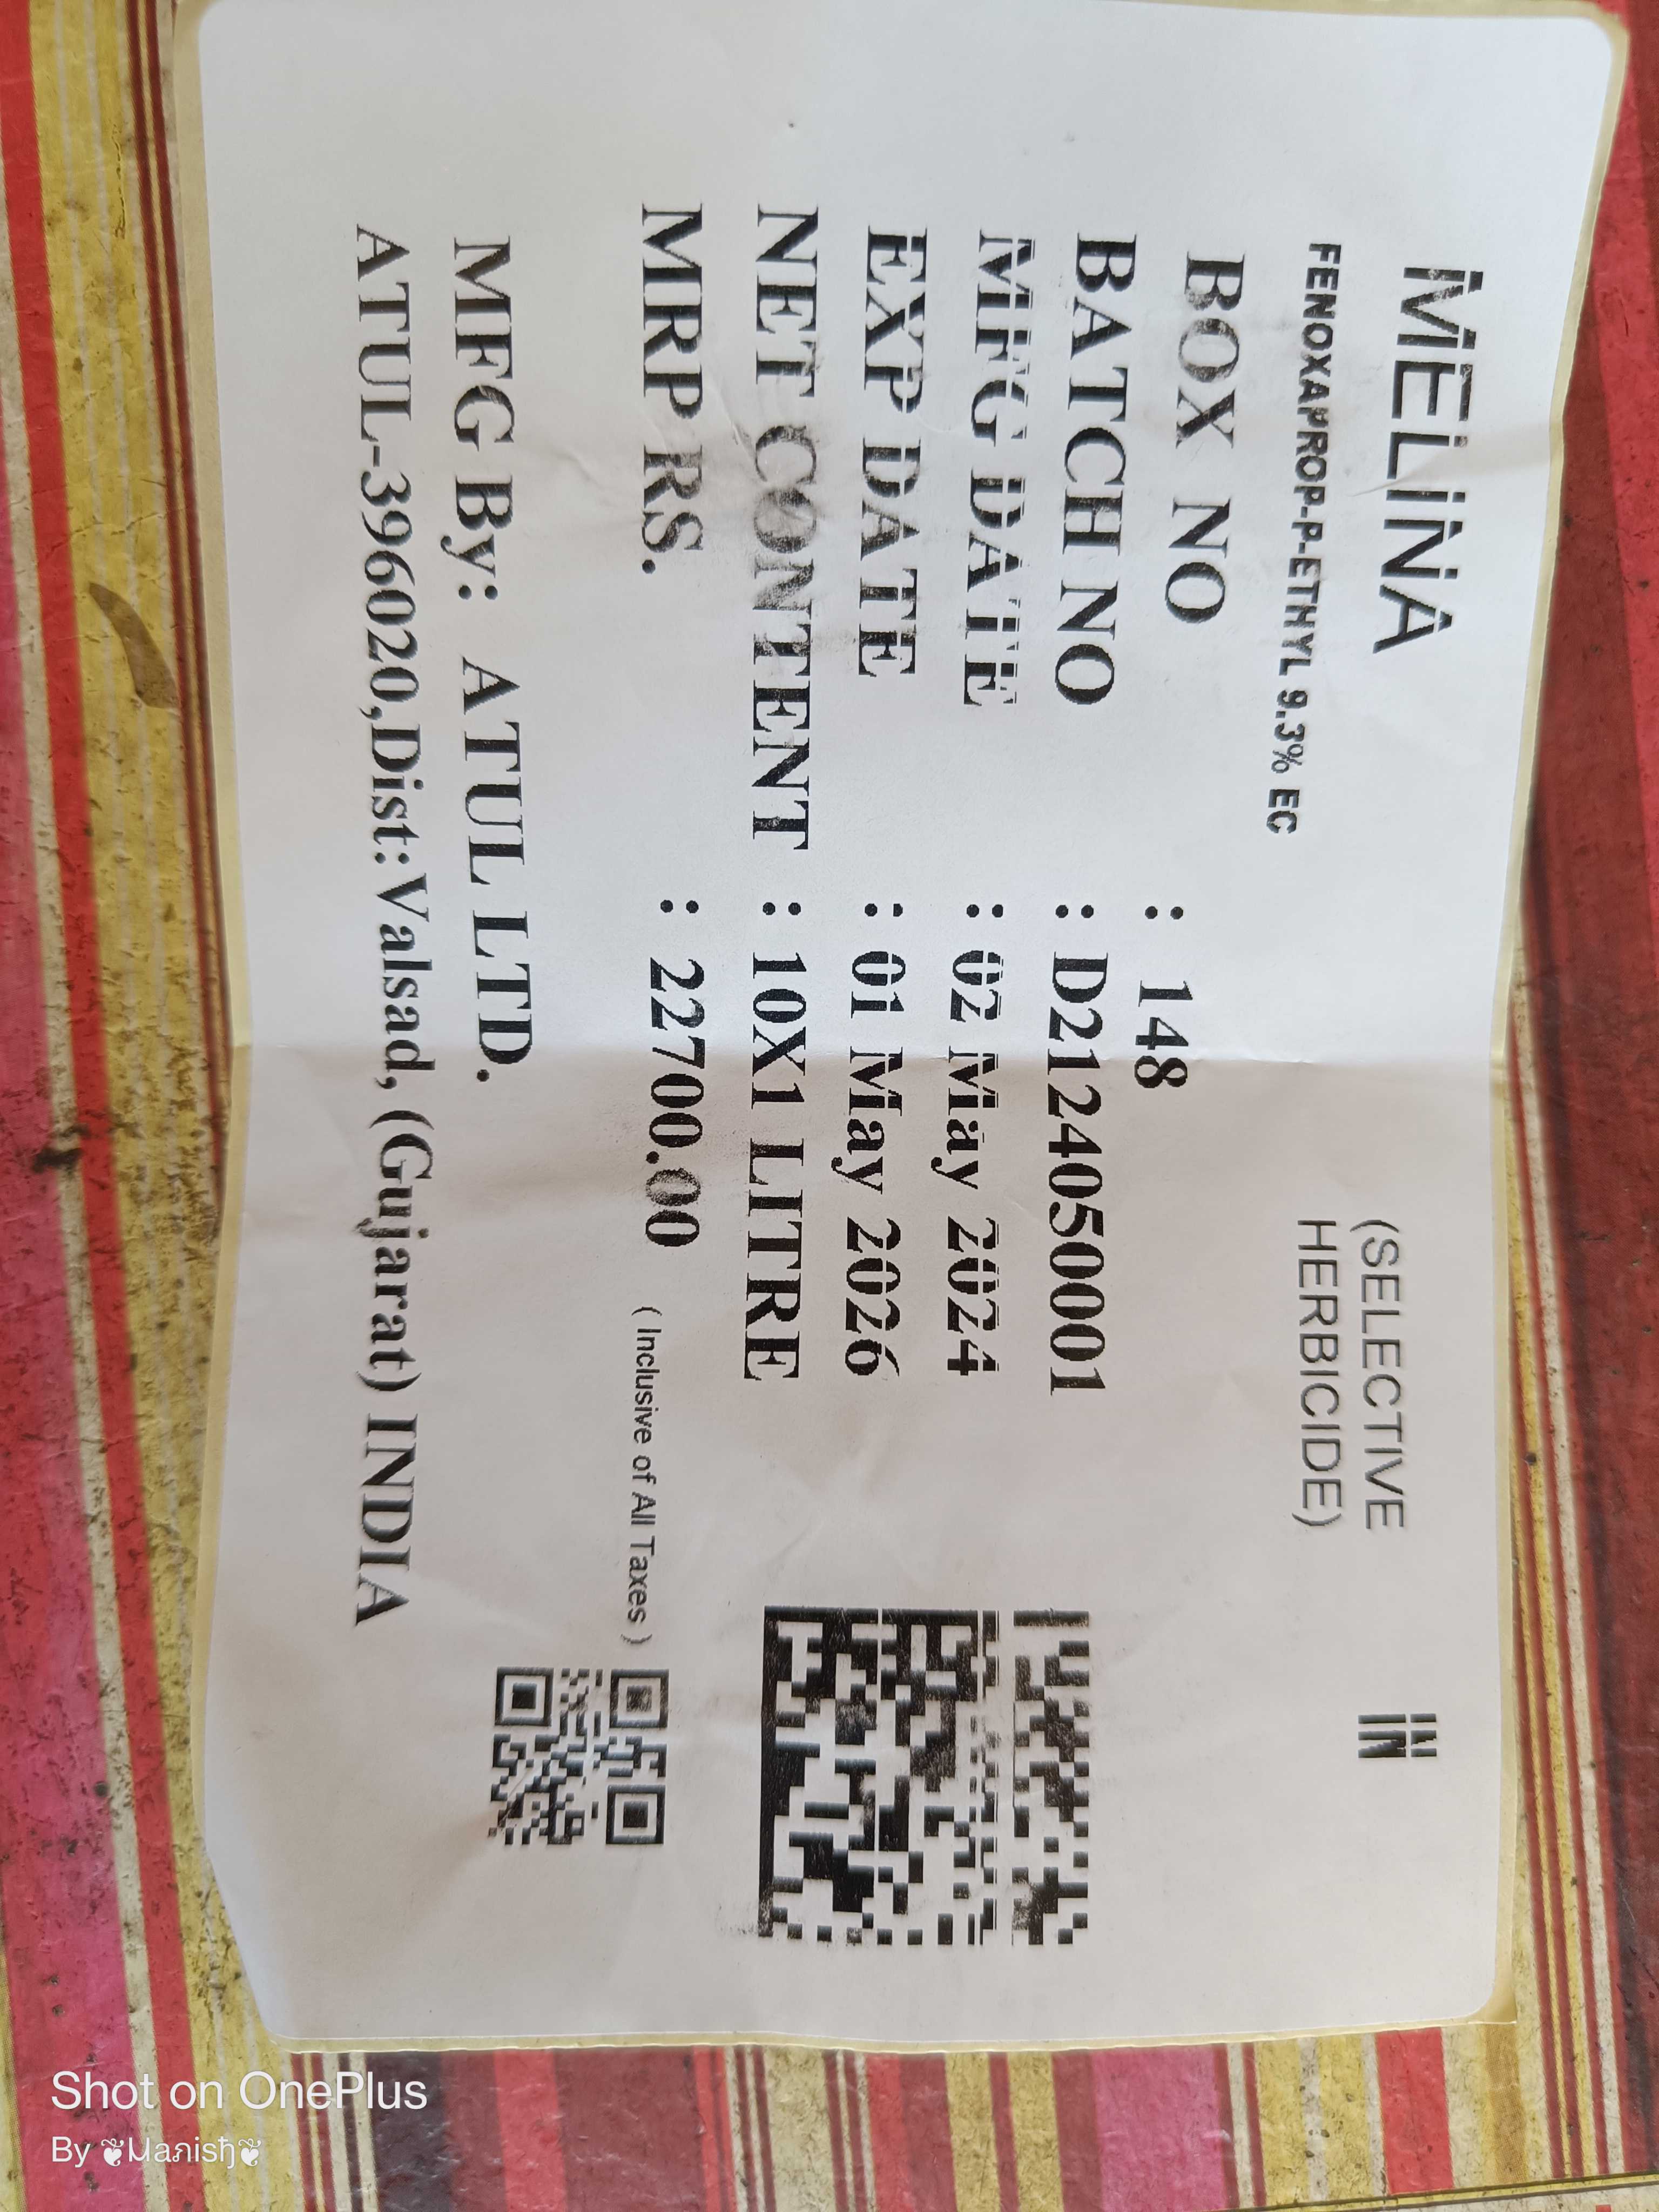 MELINA
(SELECTIVE
HERBICIDE)
IN
FENOXAPROP-P-ETHYL 9.3% EC
BOX NO : 148
BATCH NO : D2124050001
MFG DATE : 02 May 2024
EXP DATE : 01 May 2026
NET CONTENT : 10X1 LITRE
MRP RS. : 22700.00 ( Inclusive of All Taxes )
MFG By: ATUL LTD.
ATUL-396020,Dist:Valsad, (Gujarat) INDIA
Shot on OnePlus
By ❦Manish❦